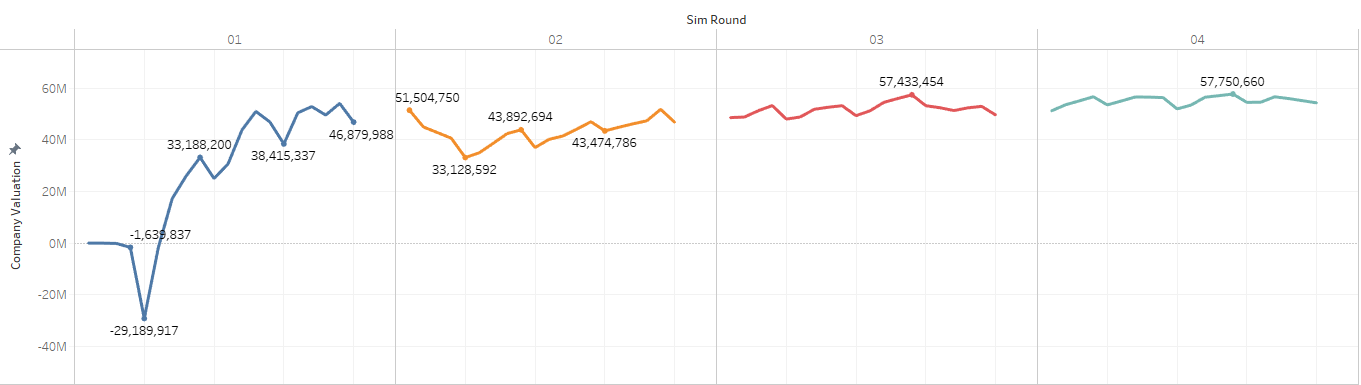 Sim Round
01 02 03 04
Company Valuation
60M
40M
20M
0M
-20M
-40M
-1,639,837
-29,189,917
33,188,200
38,415,337
46,879,988
51,504,750
33,128,592
43,892,694
43,474,786
57,433,454
57,750,660